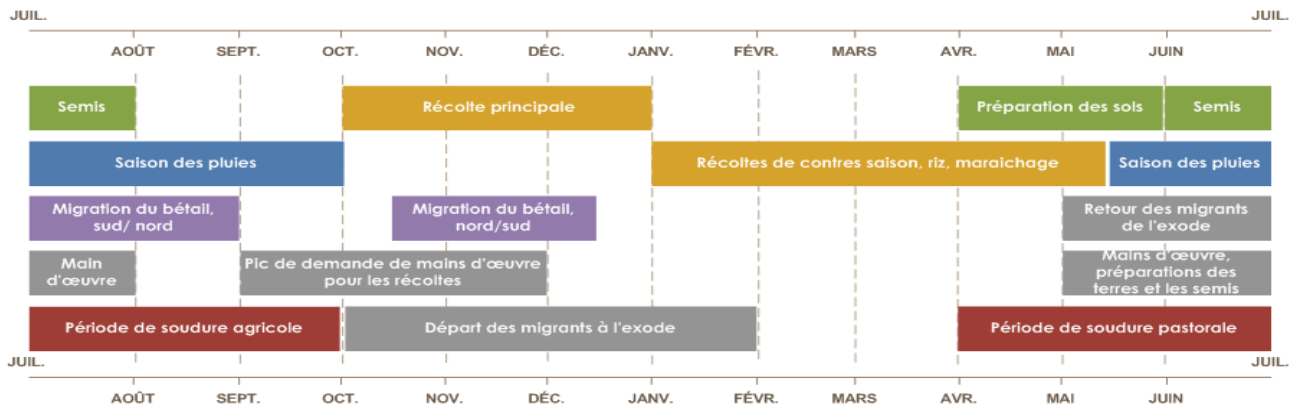 JUIL. JUIL.
AOÛT SEPT. OCT. NOV. DÉC. JANV. FÉVR. MARS AVR. MAI JUIN
Semis Récolte principale Préparation des sols Semis
Saison des pluies Récoltes de contres saison, riz, maraichage Saison des pluies
Migration du bétail,
sud/ nord
Migration du bétail,
nord/sud
Retour des migrants
de l'exode
Main
d'œuvre
Pic de demande de mains d'œuvre
pour les récoltes
Mains d'œuvre,
préparations des
terres et les semis
Période de soudure agricole Départ des migrants à l'exode Période de soudure pastorale
JUIL. JUIL.
AOÛT SEPT. OCT. NOV. DÉC. JANV. FÉVR. MARS AVR. MAI JUIN